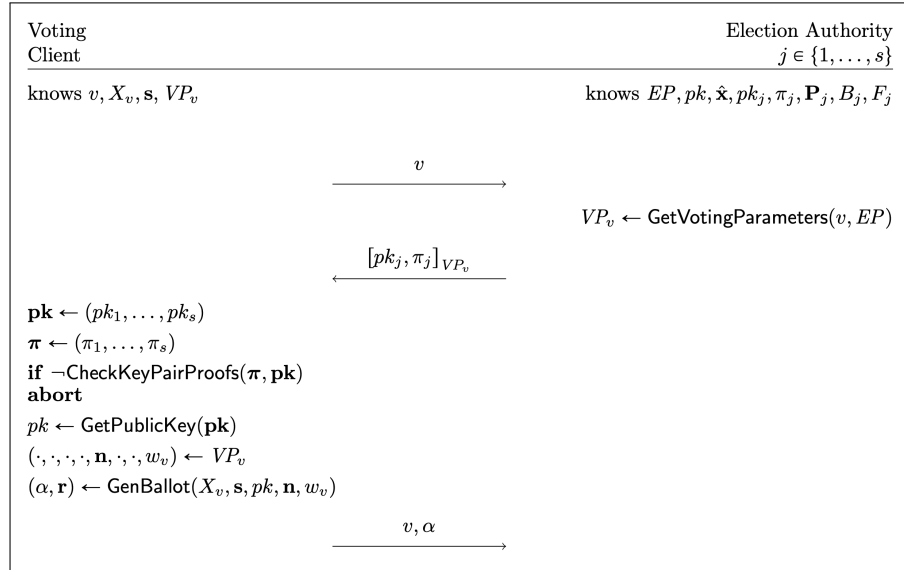 Voting Election Authority
Client j ∈ {1, . . . , s}
knows v, X_v, s, VP_v knows EP, pk, x̂, pk_j, π_j, P_j, B_j, F_j
v
VP_v ← GetVotingParameters(v, EP)
[pk_j, π_j]_{VP_v}
pk ← (pk_1, . . . , pk_s)
π ← (π_1, . . . , π_s)
if ¬CheckKeyPairProofs(π, pk)
abort
pk ← GetPublicKey(pk)
(·, ·, ·, ·, n, ·, ·, w_v) ← VP_v
(α, r) ← GenBallot(X_v, s, pk, n, w_v)
v, α